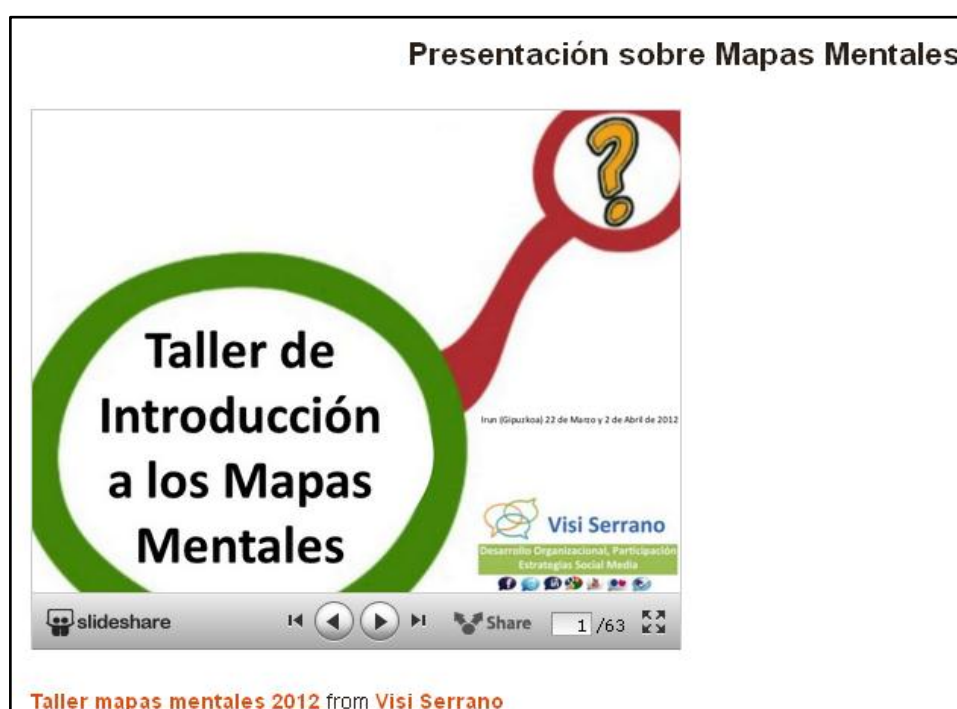 Presentación sobre Mapas Mentales
?
Taller de
Introducción
a los Mapas
Mentales
Irun (Gipuzkoa) 22 de Marzo y 2 de Abril de 2012
Visi Serrano
Desarrollo Organizacional, Participación
Estrategias Social Media
slideshare
Share
1 /63
Taller mapas mentales 2012 from Visi Serrano